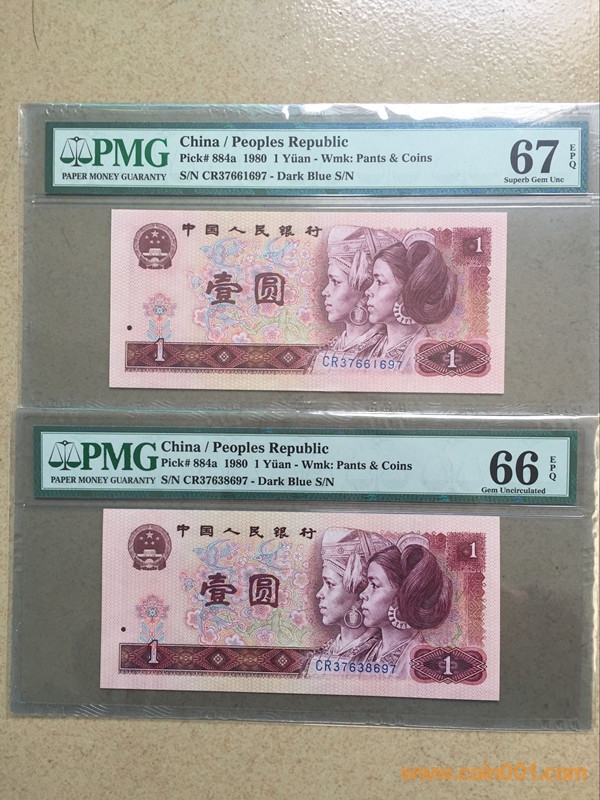 PMG
PAPER MONEY GUARANTY
China / Peoples Republic
Pick# 884a 1980 1 Yüan - Wmk: Pants & Coins
S/N CR37661697 - Dark Blue S/N
67 EPQ
Superb Gem Unc
中国人民银行
1
壹圆
CR37661697
1
1
PMG
PAPER MONEY GUARANTY
China / Peoples Republic
Pick# 884a 1980 1 Yüan - Wmk: Pants & Coins
S/N CR37638697 - Dark Blue S/N
66 EPQ
Gem Uncirculated
中国人民银行
1
壹圆
CR37638697
1
1
www.coin001.com